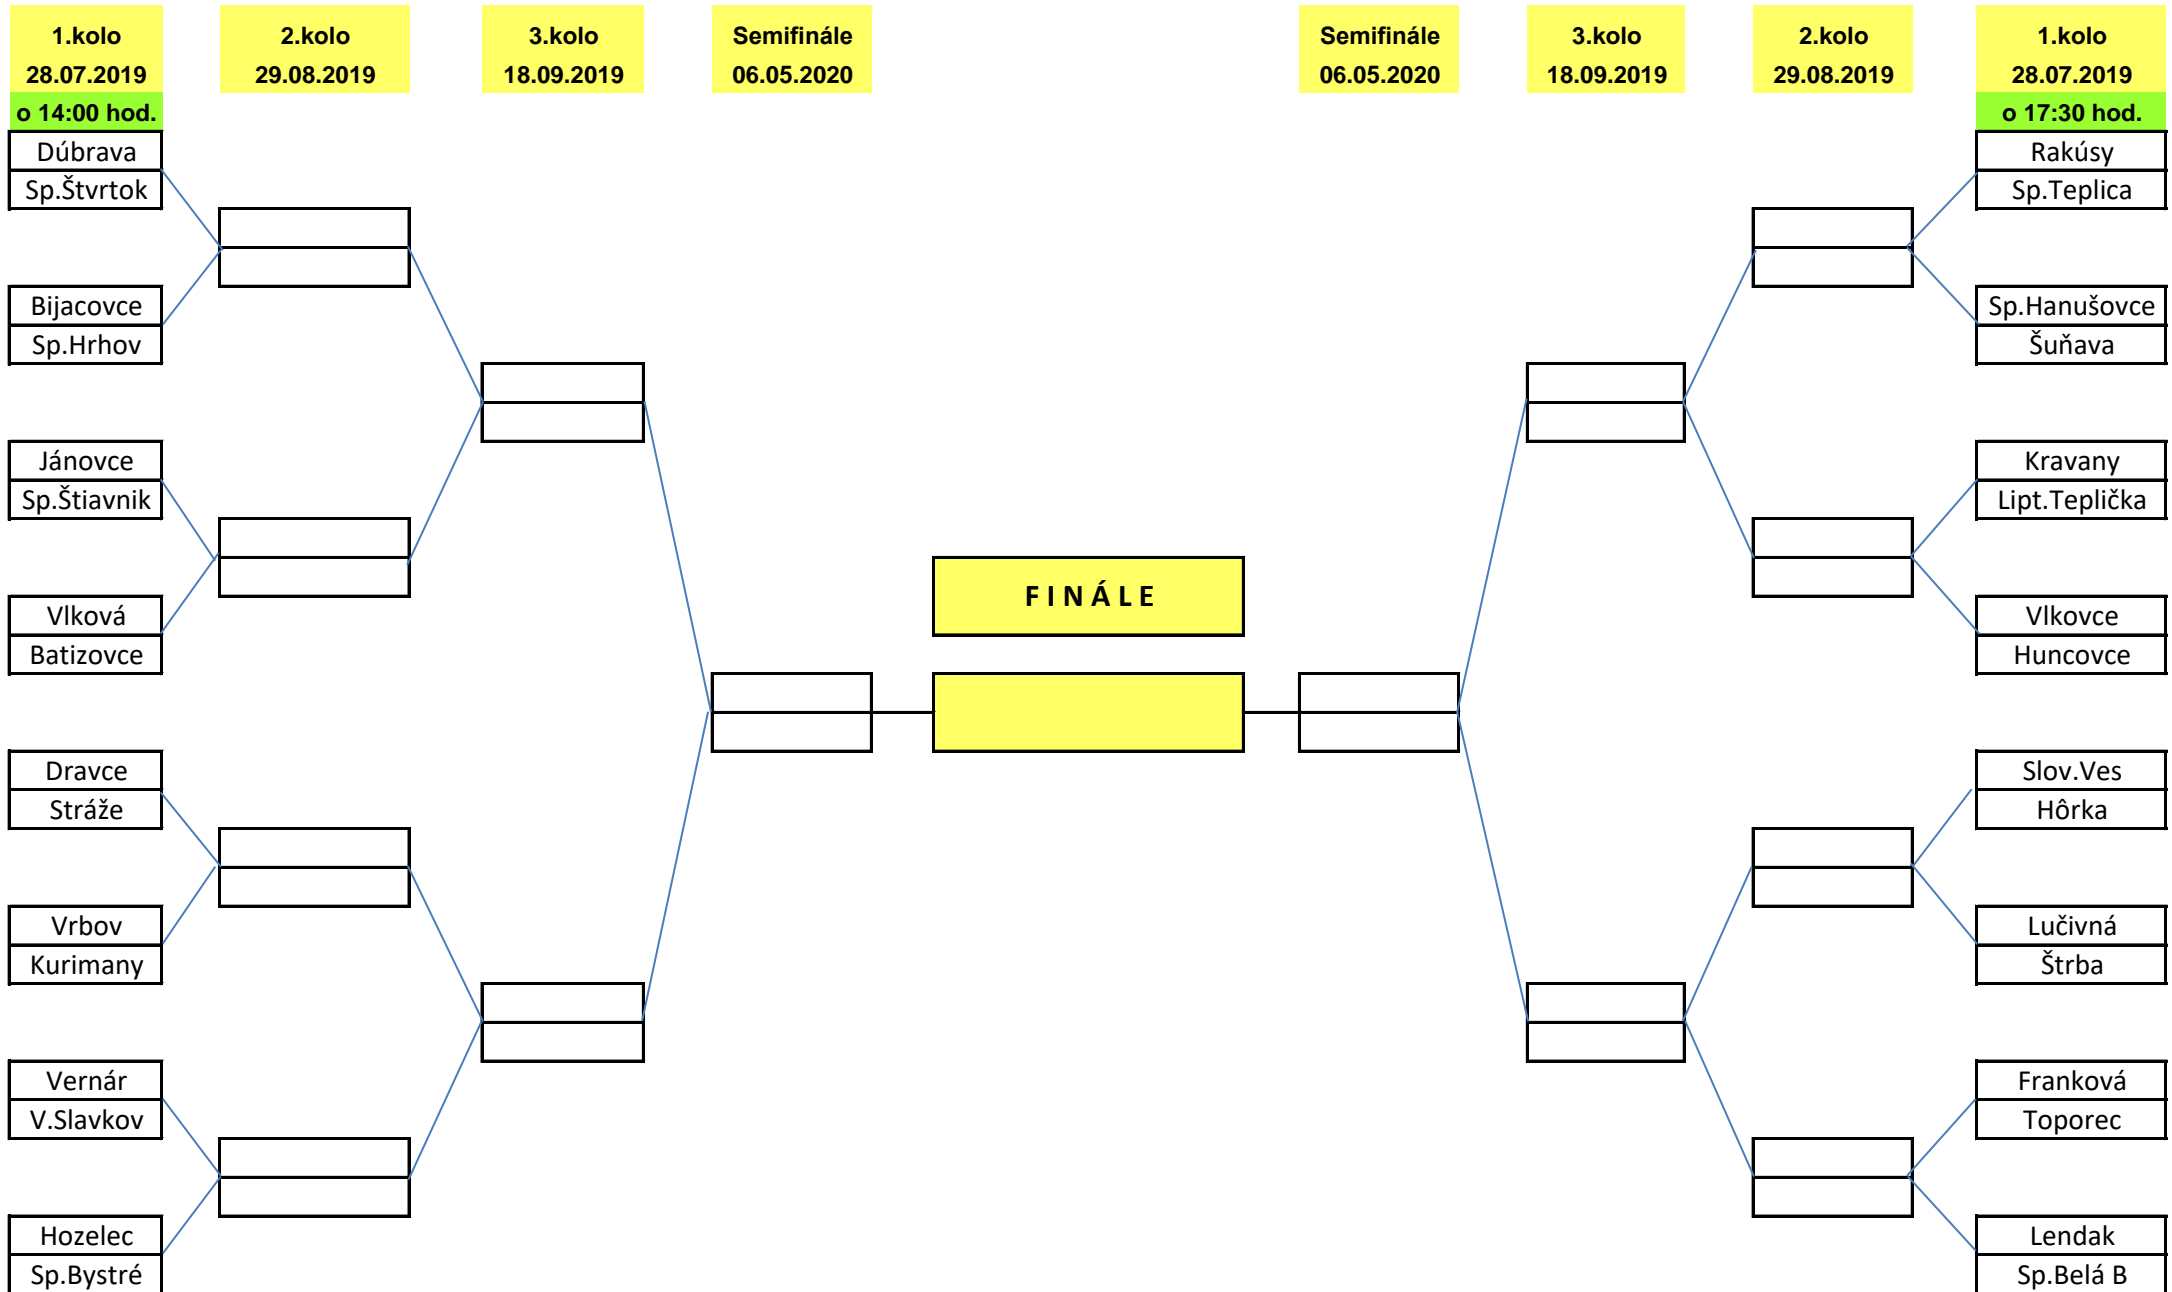 1.kolo 2.kolo 3.kolo Semifinále Semifinále 3.kolo 2.kolo 1.kolo
28.07.2019 29.08.2019 18.09.2019 06.05.2020 06.05.2020 18.09.2019 29.08.2019 28.07.2019
o 14:00 hod. o 17:30 hod.
Dúbrava Rakúsy
Sp.Štvrtok Sp.Teplica
Bijacovce Sp.Hanušovce
Sp.Hrhov Šuňava
Jánovce Kravany
Sp.Štiavnik Lipt.Teplička
F I N Á L E
Vlková Vlkovce
Batizovce Huncovce
Dravce Slov.Ves
Stráže Hôrka
Vrbov Lučivná
Kurimany Štrba
Vernár Franková
V.Slavkov Toporec
Hozelec Lendak
Sp.Bystré Sp.Belá B